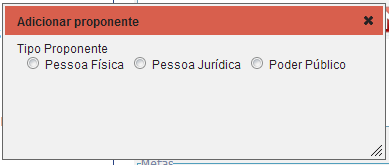 Adicionar proponente
Tipo Proponente
Pessoa Física Pessoa Jurídica Poder Público
Metas